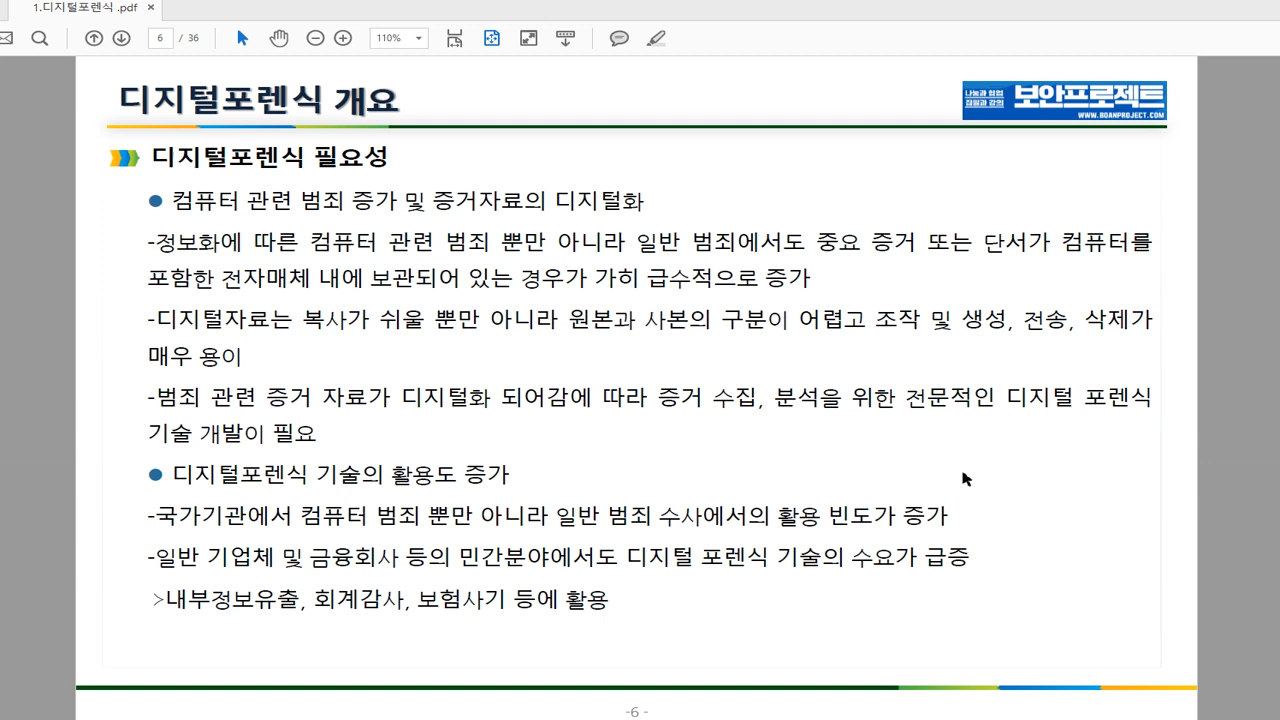 1.디지털포렌식 .pdf ×
6 / 36 110%
디지털포렌식 개요
나눔과 협업
집필과 강의
보안프로젝트
WWW.BOANPROJECT.COM
디지털포렌식 필요성
● 컴퓨터 관련 범죄 증가 및 증거자료의 디지털화
-정보화에 따른 컴퓨터 관련 범죄 뿐만 아니라 일반 범죄에서도 중요 증거 또는 단서가 컴퓨터를
포함한 전자매체 내에 보관되어 있는 경우가 가히 급수적으로 증가
-디지털자료는 복사가 쉬울 뿐만 아니라 원본과 사본의 구분이 어렵고 조작 및 생성, 전송, 삭제가
매우 용이
-범죄 관련 증거 자료가 디지털화 되어감에 따라 증거 수집, 분석을 위한 전문적인 디지털 포렌식
기술 개발이 필요
● 디지털포렌식 기술의 활용도 증가
-국가기관에서 컴퓨터 범죄 뿐만 아니라 일반 범죄 수사에서의 활용 빈도가 증가
-일반 기업체 및 금융회사 등의 민간분야에서도 디지털 포렌식 기술의 수요가 급증
>내부정보유출, 회계감사, 보험사기 등에 활용
-6 -